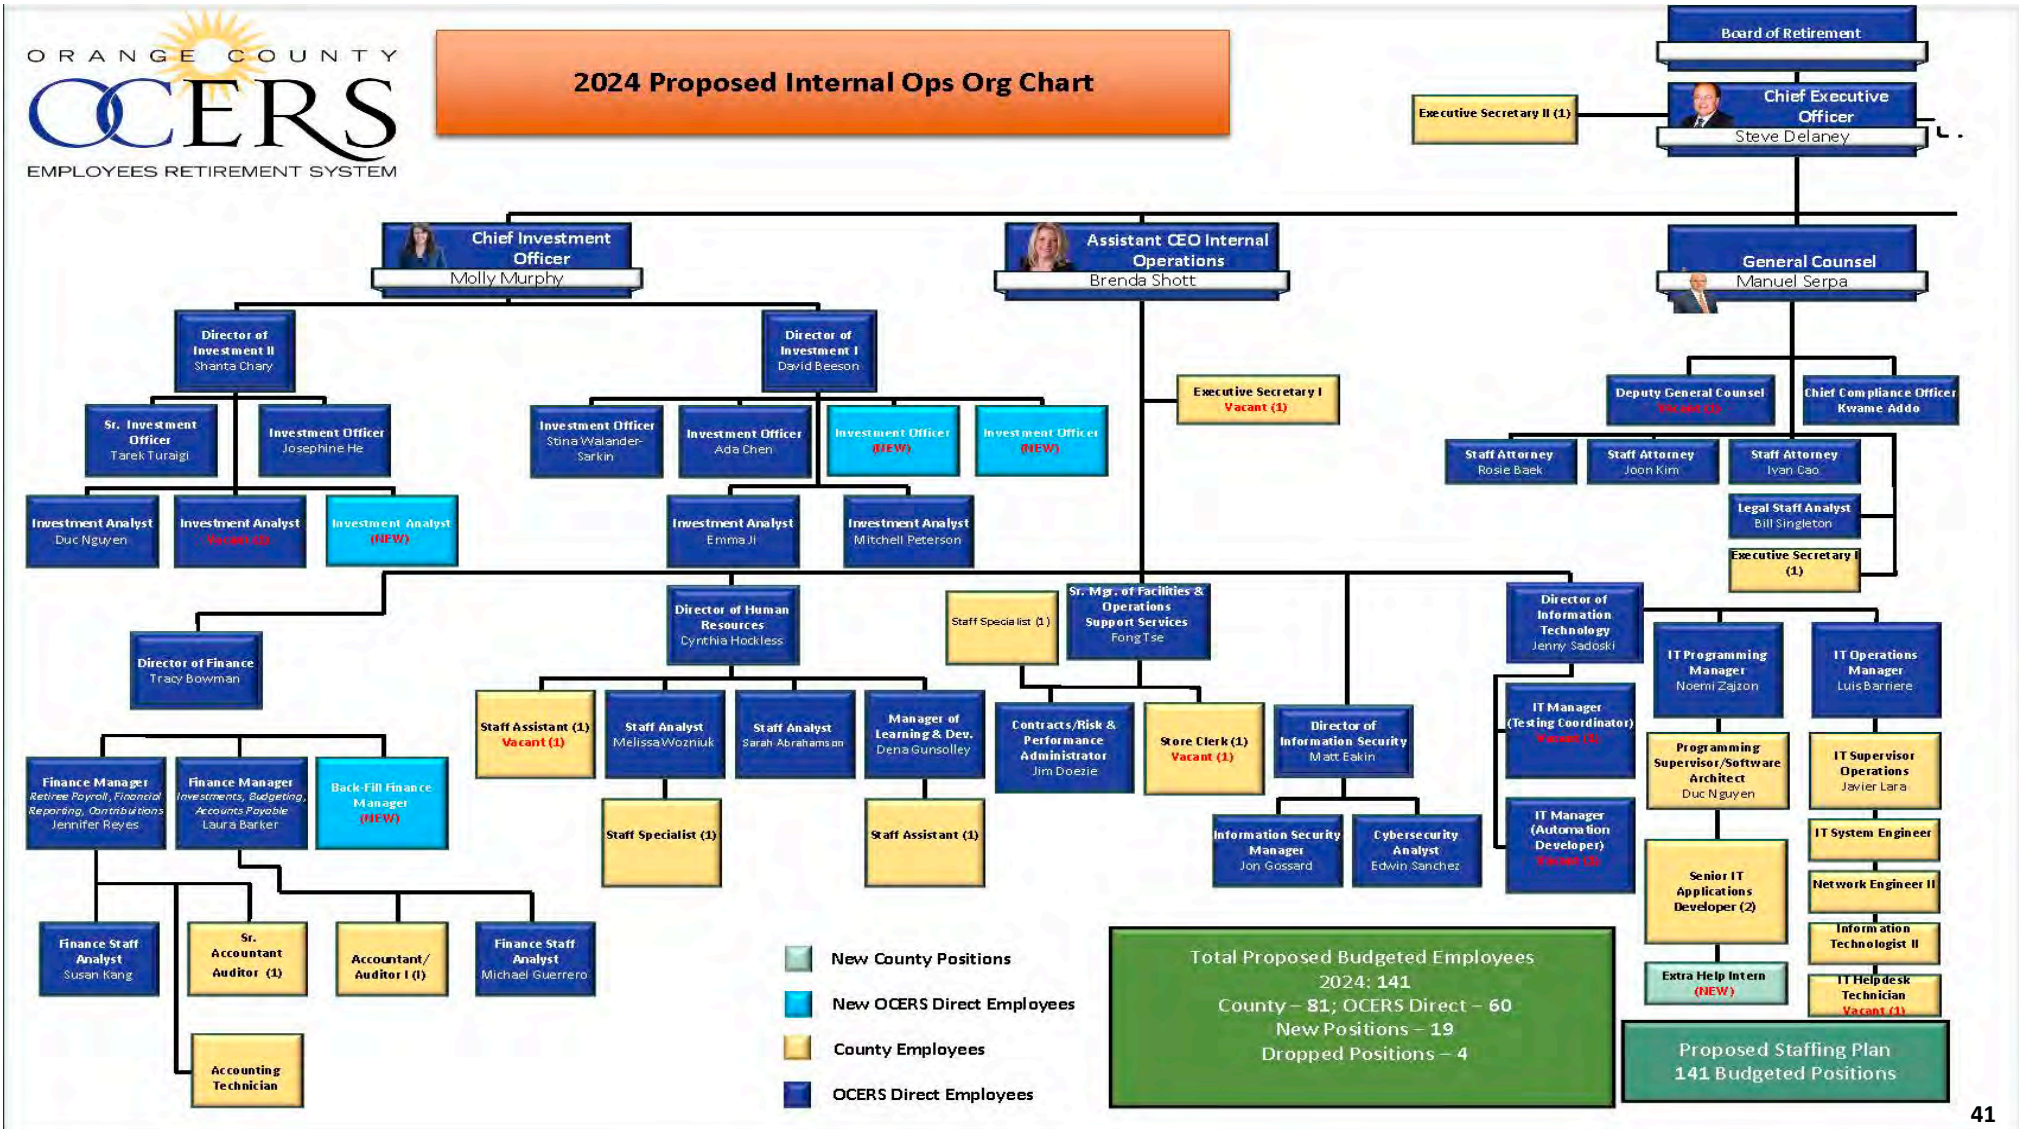 ORANGE COUNTY
OCERS
EMPLOYEES RETIREMENT SYSTEM
2024 Proposed Internal Ops Org Chart
Board of Retirement
Executive Secretary II (1)
Chief Executive
Officer
Steve Delaney
Chief Investment
Officer
Molly Murphy
Assistant CEO Internal
Operations
Brenda Shott
General Counsel
Manuel Serpa
Director of
Investment II
Shanta Chary
Director of
Investment I
David Beeson
Executive Secretary I
Vacant (1)
Deputy General Counsel
Vacant (1)
Chief Compliance Officer
Kwame Addo
Sr. Investment
Officer
Tarek Turaigi
Investment Officer
Josephine He
Investment Officer
Stina Walander-
Sarkin
Investment Officer
Ada Chen
Investment Officer
(NEW)
Investment Officer
(NEW)
Staff Attorney
Rosie Baek
Staff Attorney
Joon Kim
Staff Attorney
Ivan Cao
Legal Staff Analyst
Bill Singleton
Executive Secretary I
(1)
Investment Analyst
Duc Nguyen
Investment Analyst
Vacant
Investment Analyst
(NEW)
Investment Analyst
Emma Ji
Investment Analyst
Mitchell Peterson
Director of Finance
Tracy Bowman
Director of Human
Resources
Cynthia Hockless
Staff Specialist (1)
Sr. Mgr. of Facilities &
Operations
Support Services
Fong Tse
Director of
Information
Technology
Jenny Sadoski
IT Programming
Manager
Noemi Zajzon
IT Operations
Manager
Luis Barriere
Staff Assistant (1)
Vacant (1)
Staff Analyst
Melissa Wozniuk
Staff Analyst
Sarah Abrahamson
Manager of
Learning & Dev.
Dena Gunsolley
Contracts/Risk &
Performance
Administrator
Jim Doezie
Store Clerk (1)
Vacant (1)
Director of
Information Security
Matt Eakin
IT Manager
(Testing Coordinator)
Vacant (1)
Programming
Supervisor/Software
Architect
Duc Nguyen
IT Supervisor
Operations
Javier Lara
Finance Manager
Retiree Payroll, Financial
Reporting, Contributions
Jennifer Reyes
Finance Manager
Investments, Budgeting,
Accounts Payable
Laura Barker
Back-Fill Finance
Manager
(NEW)
Staff Specialist (1)
Staff Assistant (1)
Information Security
Manager
Jon Gossard
Cybersecurity
Analyst
Edwin Sanchez
IT Manager
(Automation
Developer)
Vacant (1)
Senior IT
Applications
Developer (2)
IT System Engineer
Network Engineer II
Information
Technologist II
IT Helpdesk
Technician
Vacant (1)
Extra Help Intern
(NEW)
Finance Staff
Analyst
Susan Kang
Sr.
Accountant
Auditor (1)
Accountant/
Auditor I (I)
Finance Staff
Analyst
Michael Guerrero
Accounting
Technician
New County Positions
New OCERS Direct Employees
County Employees
OCERS Direct Employees
Total Proposed Budgeted Employees
2024: 141
County – 81; OCERS Direct – 60
New Positions – 19
Dropped Positions – 4
Proposed Staffing Plan
141 Budgeted Positions
41